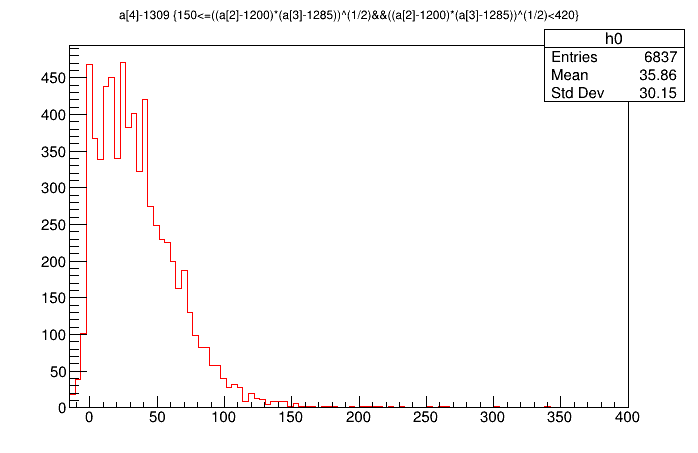 a[4]-1309 {150<=((a[2]-1200)*(a[3]-1285))^(1/2)&&((a[2]-1200)*(a[3]-1285))^(1/2)<420}
h0
Entries 6837
Mean 35.86
Std Dev 30.15
450
400
350
300
250
200
150
100
50
0
0 50 100 150 200 250 300 350 400